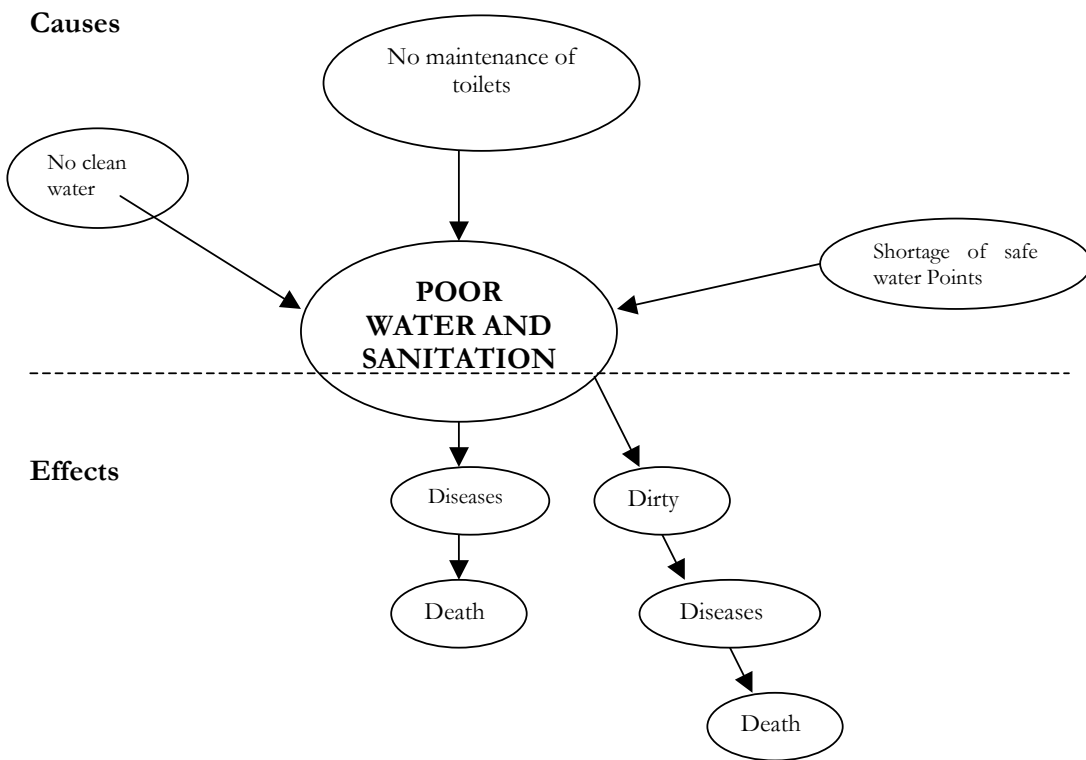 Causes
No maintenance of
toilets
No clean
water
Shortage of safe
water Points
POOR
WATER AND
SANITATION
Effects
Diseases
Dirty
Death
Diseases
Death